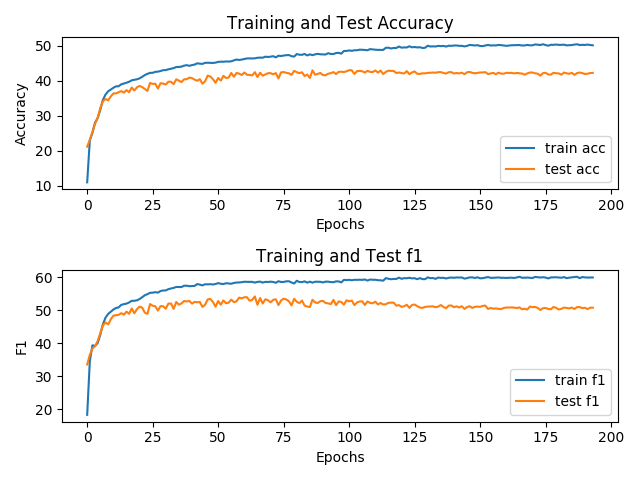 Training and Test Accuracy
50
40
30
20
10
Accuracy
train acc
test acc
0 25 50 75 100 125 150 175 200
Epochs
Training and Test f1
60
50
40
30
20
F1
train f1
test f1
0 25 50 75 100 125 150 175 200
Epochs